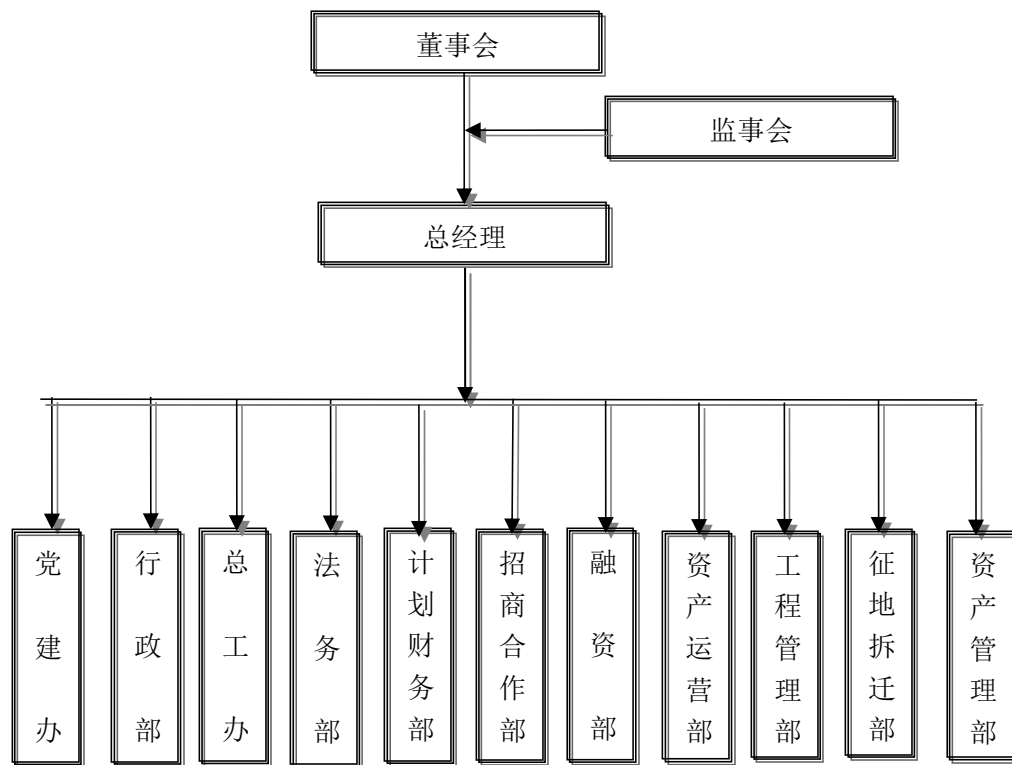 董事会
监事会
总经理
党建办
行政部
总工办
法务部
计划财务部
招商合作部
融资部
资产运营部
工程管理部
征地拆迁部
资产管理部